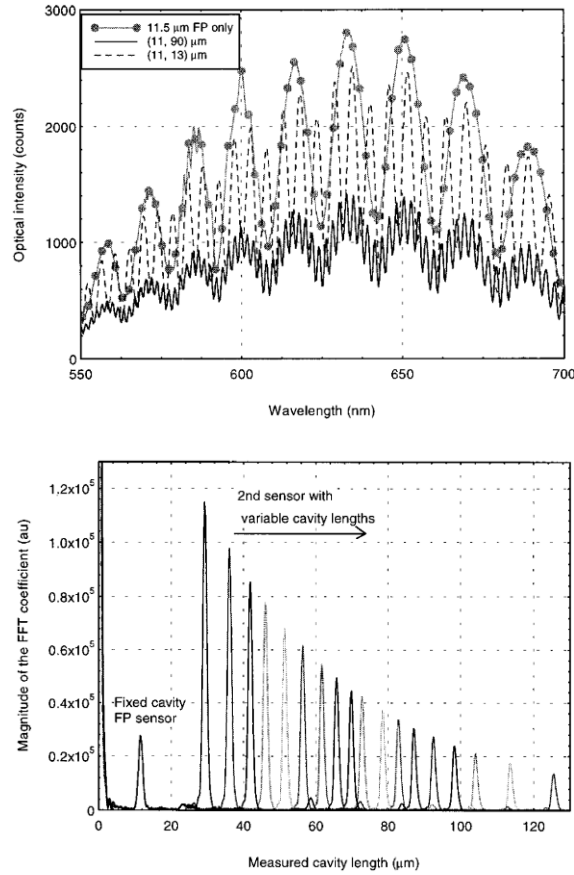 3000
11.5 µm FP only
(11, 90) µm
(11, 13) µm
2000
1000
0
Optical intensity (counts)
550
600
650
700
Wavelength (nm)
1.2x10⁵
1.0x10⁵
0.8x10⁵
0.6x10⁵
0.4x10⁵
0.2x10⁵
0
Magnitude of the FFT coefficient (au)
2nd sensor with
variable cavity lengths
Fixed cavity
FP sensor
0
20
40
60
80
100
120
Measured cavity length (µm)